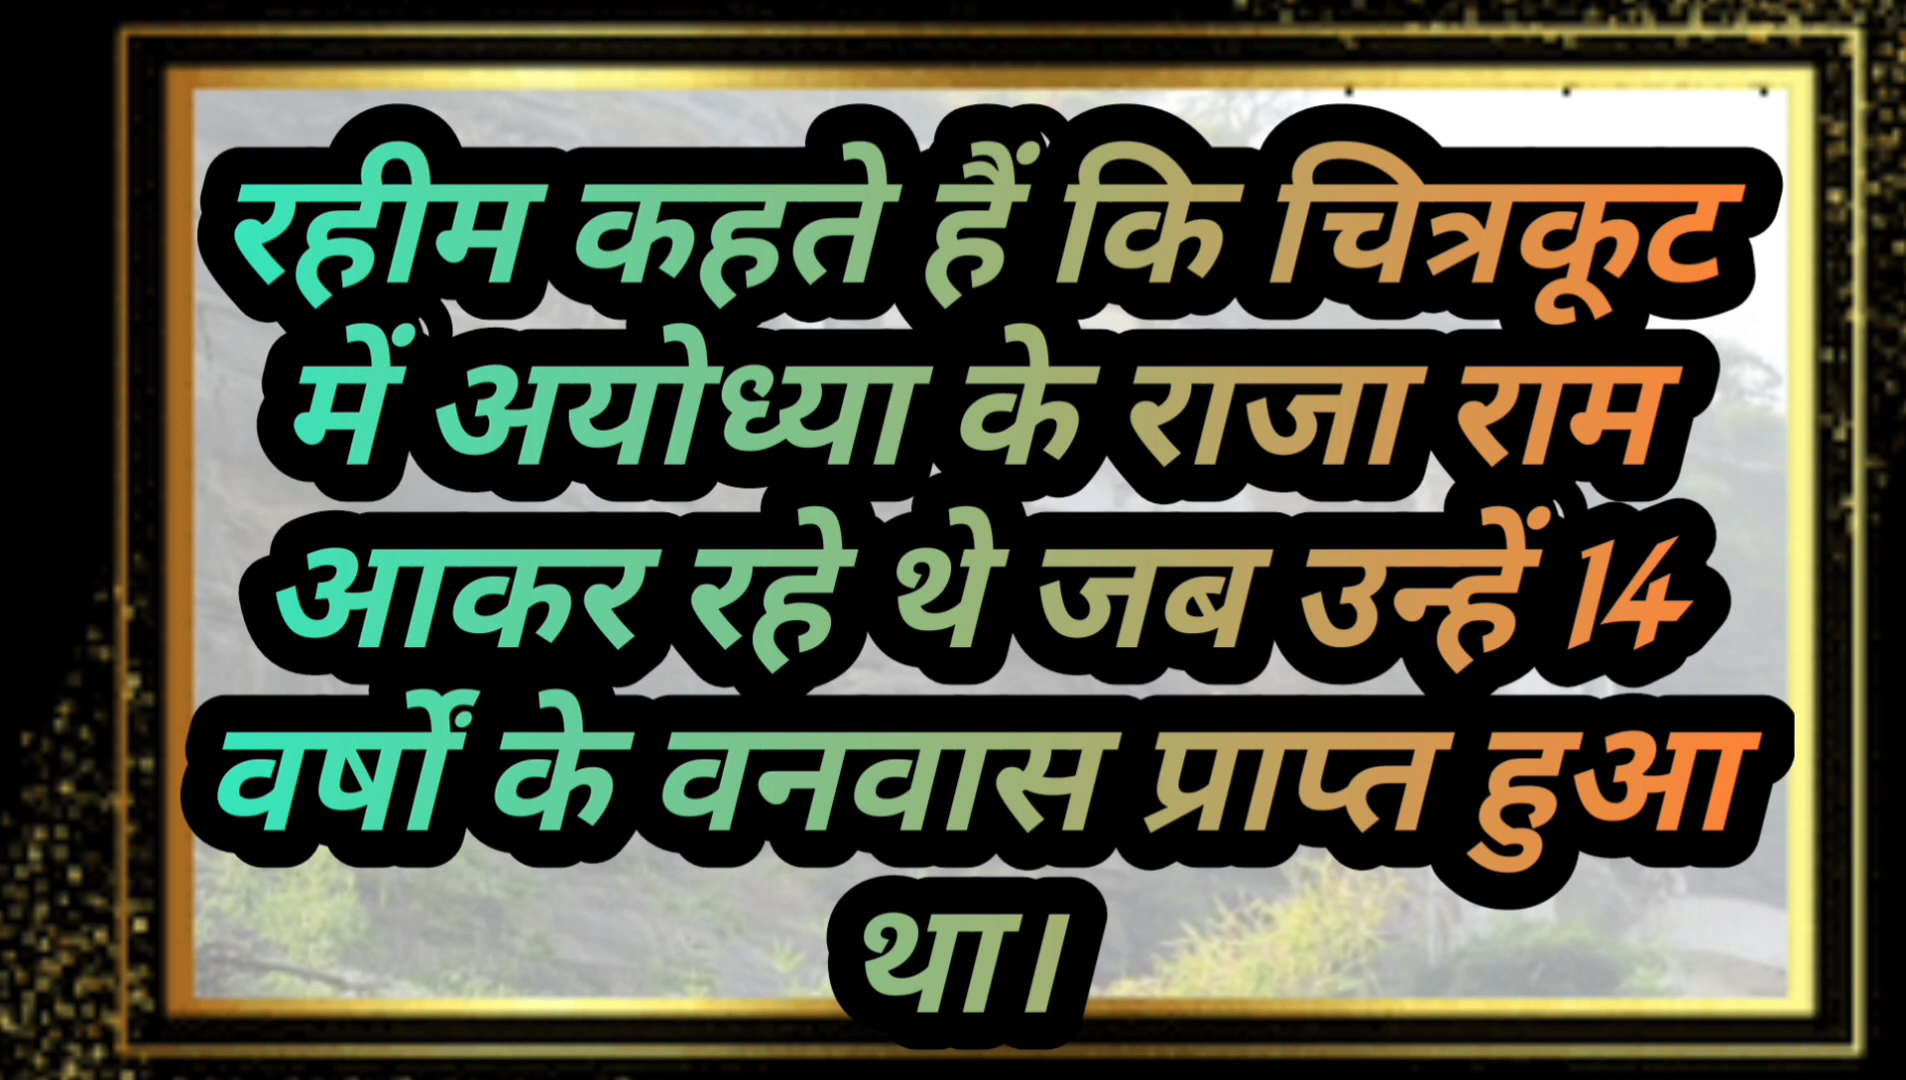 रहीम कहते हैं कि चित्रकूट
में अयोध्या के राजा राम
आकर रहे थे जब उन्हें 14
वर्षों के वनवास प्राप्त हुआ
था।